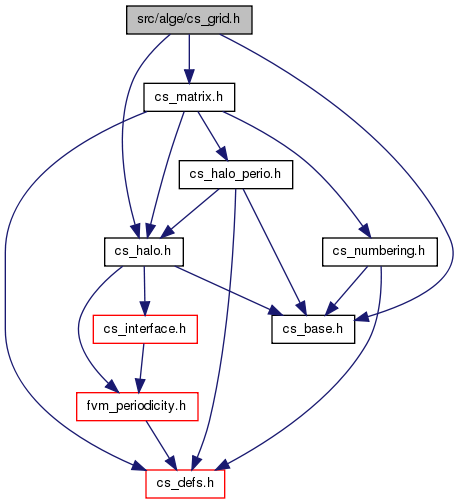 src/alge/cs_grid.h
cs_matrix.h
cs_halo_perio.h
cs_halo.h
cs_numbering.h
cs_interface.h
cs_base.h
fvm_periodicity.h
cs_defs.h